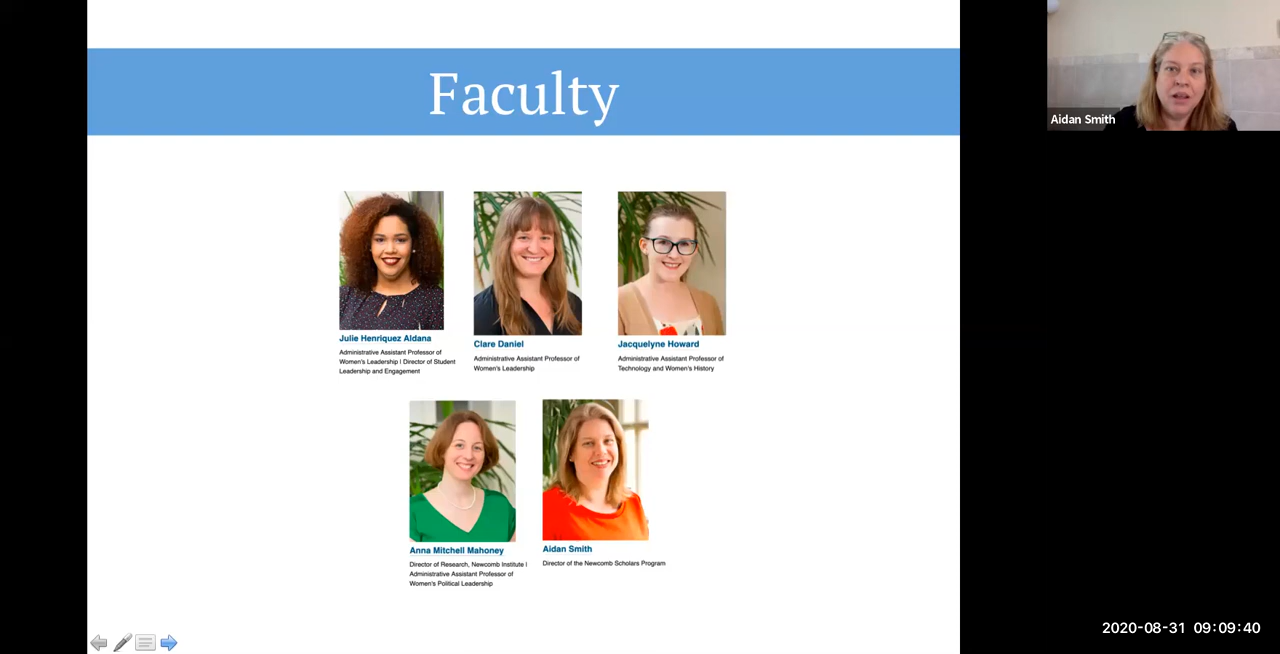 Faculty
Aidan Smith
Julie Henriquez Aldana
Administrative Assistant Professor of
Women's Leadership | Director of Student
Leadership and Engagement
Clare Daniel
Administrative Assistant Professor of
Women's Leadership
Jacquelyne Howard
Administrative Assistant Professor of
Technology and Women's History
Anna Mitchell Mahoney
Director of Research, Newcomb Institute |
Administrative Assistant Professor of
Women's Political Leadership
Aidan Smith
Director of the Newcomb Scholars Program
2020-08-31 09:09:40